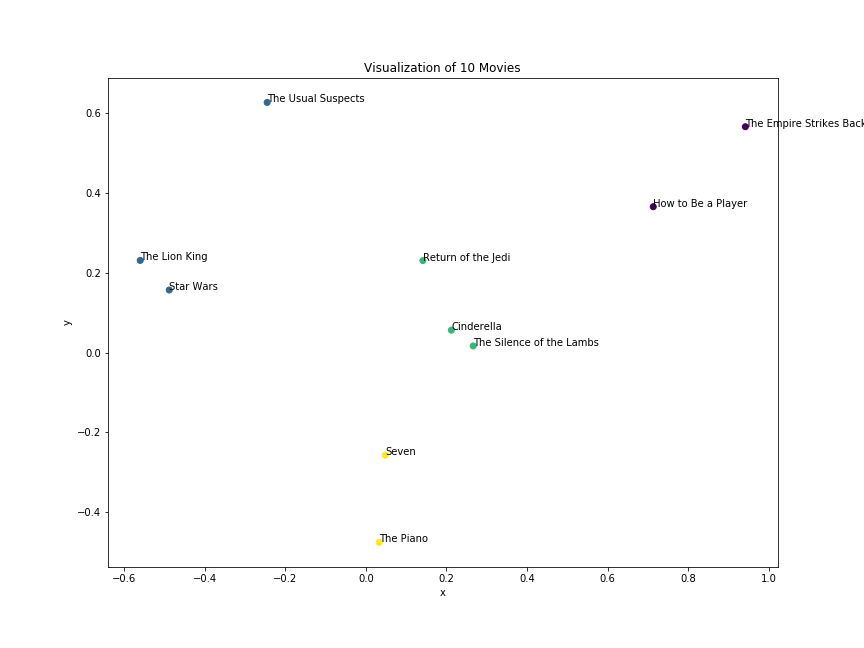 Visualization of 10 Movies
The Usual Suspects
The Empire Strikes Back
How to Be a Player
The Lion King
Return of the Jedi
Star Wars
Cinderella
The Silence of the Lambs
Seven
The Piano
0.6
0.4
0.2
0.0
−0.2
−0.4
y
−0.6
−0.4
−0.2
0.0
0.2
0.4
0.6
0.8
1.0
x